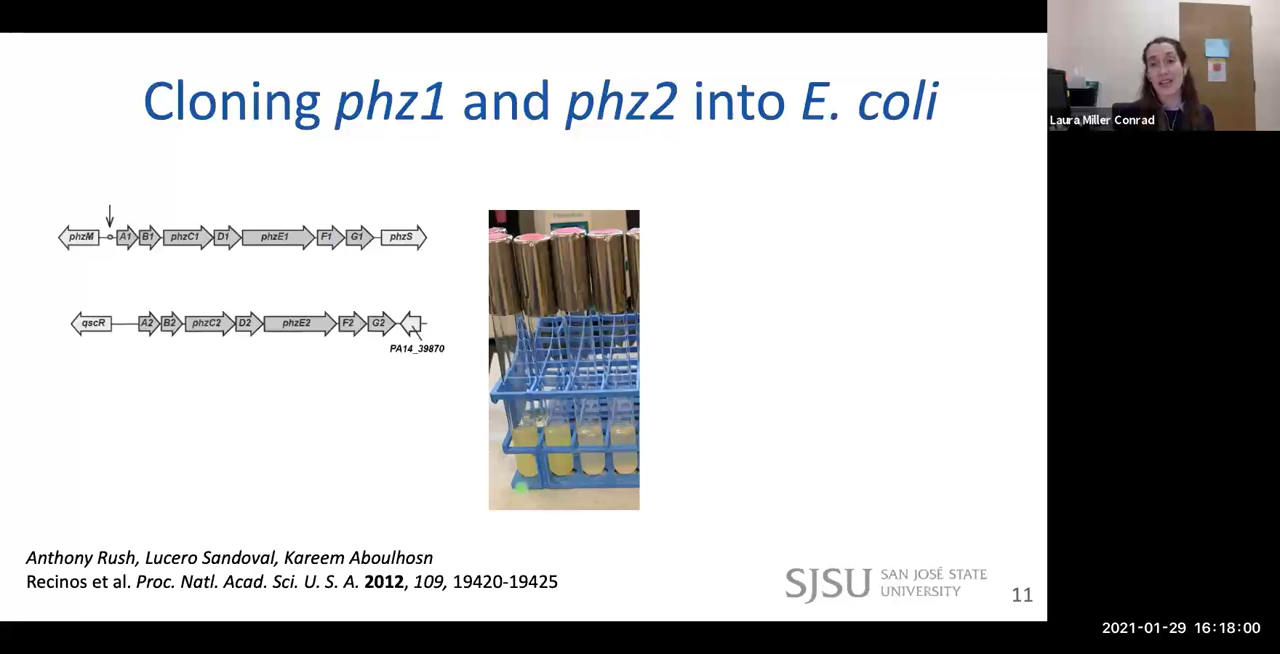 Cloning phz1 and phz2 into E. coli
Laura Miller Conrad
phzM A1 B1 phzC1 D1 phzE1 F1 G1 phzS
qscR A2 B2 phzC2 D2 phzE2 F2 G2
PA14_39870
Anthony Rush, Lucero Sandoval, Kareem Aboulhosn
Recinos et al. Proc. Natl. Acad. Sci. U. S. A. 2012, 109, 19420-19425
SJSU SAN JOSÉ STATE
UNIVERSITY
11
2021-01-29 16:18:00